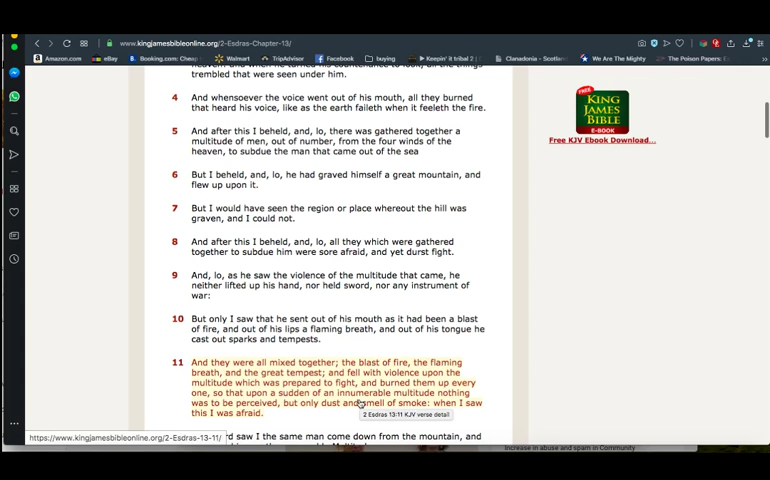 www.kingjamesbibleonline.org/2-Esdras-Chapter-13/
Amazon.com
eBay
Booking.com: Cheap
Walmart
TripAdvisor
Facebook
buying
Keepin' it tribal 2
Clanadonia - Scotl
We Are The Mighty
The Poison Papers:
trembled that were seen under him.
4 And whensoever the voice went out of his mouth, all they burned
that heard his voice, like as the earth faileth when it feeleth the fire.
5 And after this I beheld, and, lo, there was gathered together a
multitude of men, out of number, from the four winds of the
heaven, to subdue the man that came out of the sea
6 But I beheld, and, lo, he had graved himself a great mountain, and
flew up upon it.
7 But I would have seen the region or place whereout the hill was
graven, and I could not.
8 And after this I beheld, and, lo, all they which were gathered
together to subdue him were sore afraid, and yet durst fight.
9 And, lo, as he saw the violence of the multitude that came, he
neither lifted up his hand, nor held sword, nor any instrument of
war:
10 But only I saw that he sent out of his mouth as it had been a blast
of fire, and out of his lips a flaming breath, and out of his tongue he
cast out sparks and tempests.
11 And they were all mixed together; the blast of fire, the flaming
breath, and the great tempest; and fell with violence upon the
multitude which was prepared to fight, and burned them up every
one, so that upon a sudden of an innumerable multitude nothing
was to be perceived, but only dust and smell of smoke: when I saw
this I was afraid.
2 Esdras 13:11 KJV verse detail
saw I the same man come down from the mountain, and
https://www.kingjamesbibleonline.org/2-Esdras-13-11/
FREE
KING
JAMES
BIBLE
E-BOOK
Free KJV Ebook Download...
Increase in abuse and spam in Community